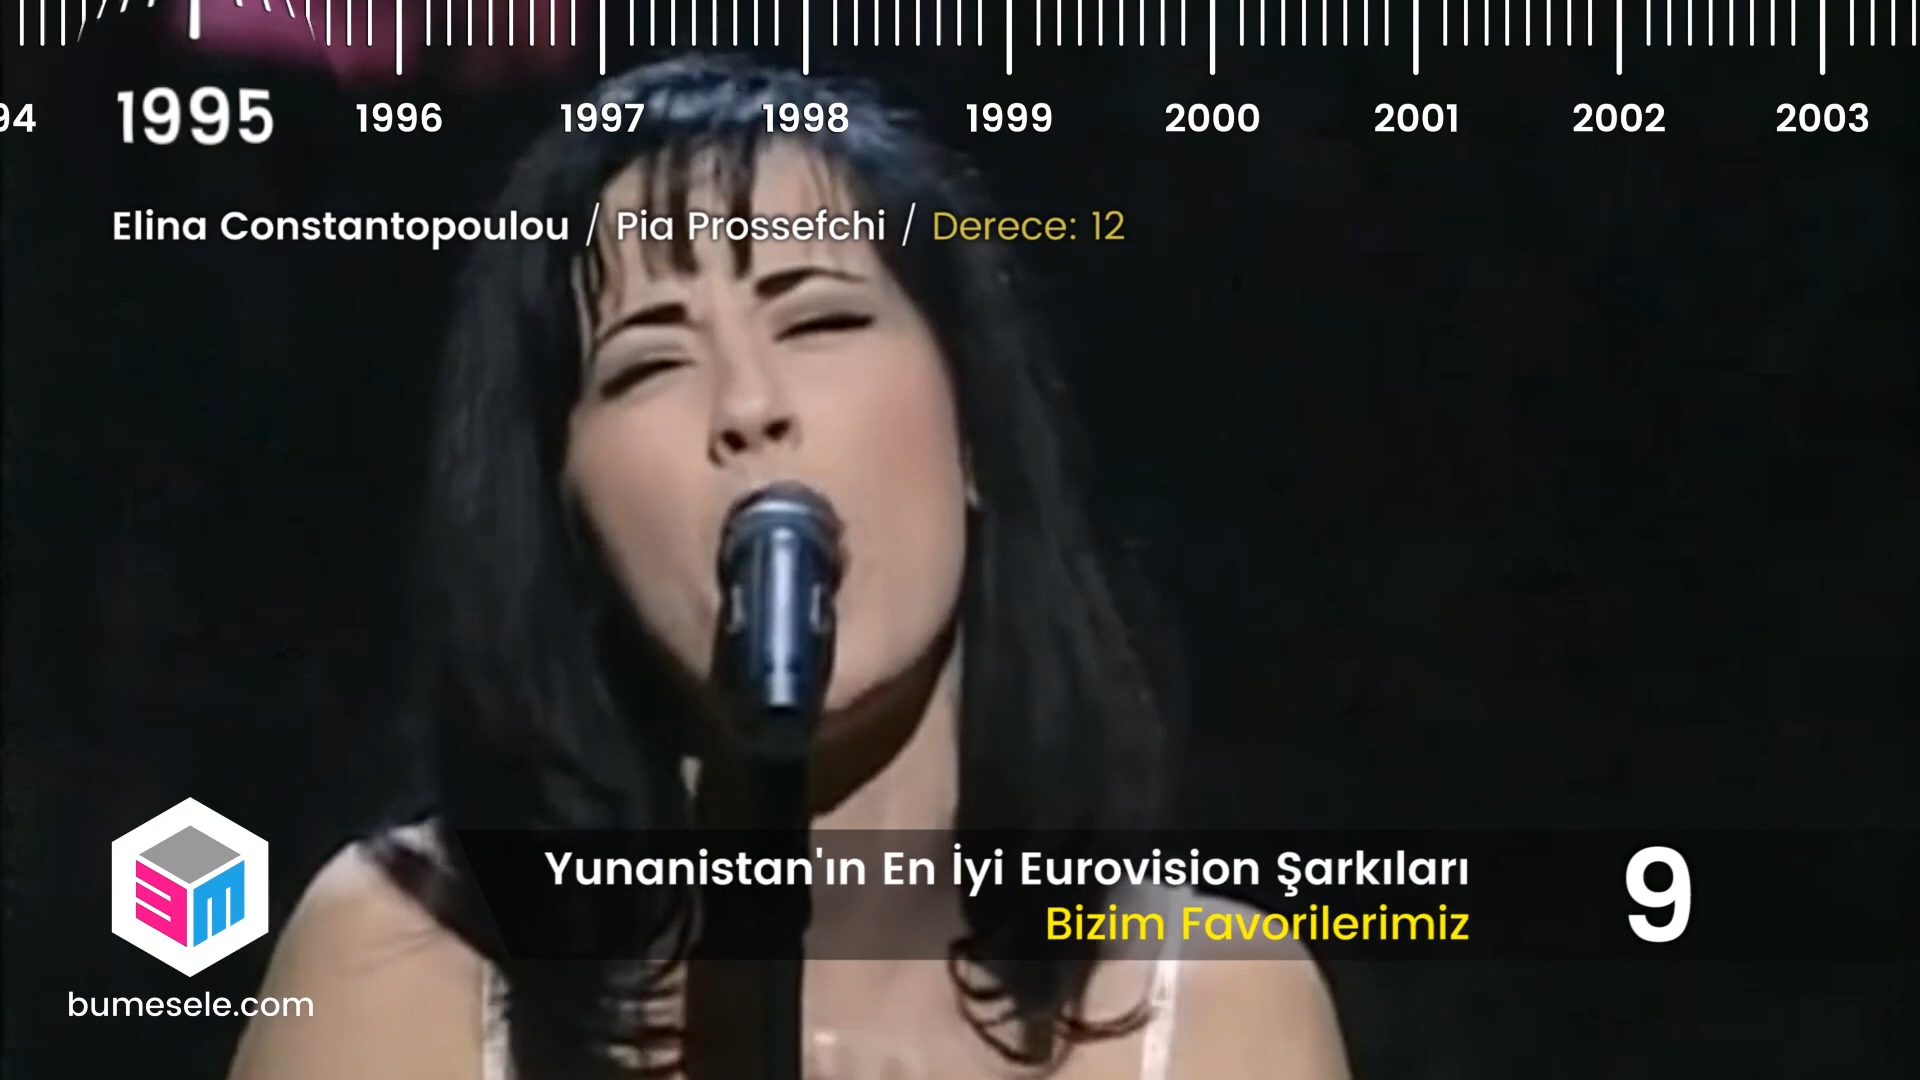 94 1995 1996 1997 1998 1999 2000 2001 2002 2003
Elina Constantopoulou / Pia Prossefchi / Derece: 12
Yunanistan'ın En İyi Eurovision Şarkıları
Bizim Favorilerimiz
9
3m
bumesele.com